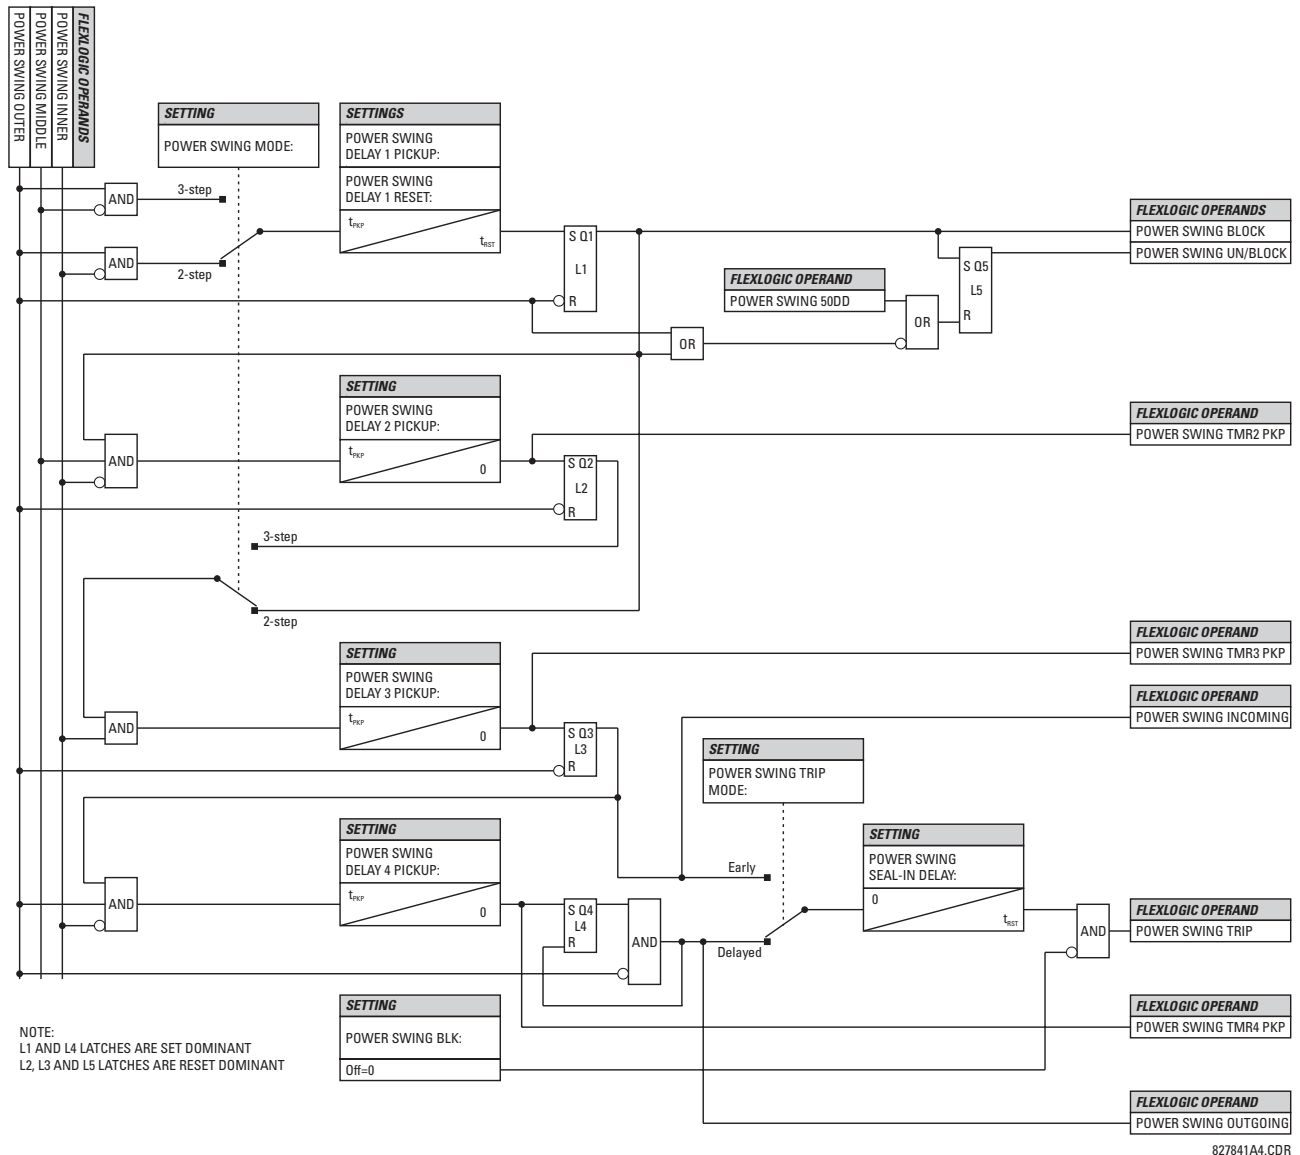 POWER SWING OUTER
POWER SWING MIDDLE
POWER SWING INNER
FLEXLOGIC OPERANDS
SETTING
POWER SWING MODE:
SETTINGS
POWER SWING
DELAY 1 PICKUP:
POWER SWING
DELAY 1 RESET:
tPKP
tRST
AND
3-step
AND
2-step
S Q1
L1
R
FLEXLOGIC OPERANDS
POWER SWING BLOCK
POWER SWING UN/BLOCK
FLEXLOGIC OPERAND
POWER SWING 50DD
OR
OR
S Q5
L5
R
SETTING
POWER SWING
DELAY 2 PICKUP:
tPKP
0
AND
S Q2
L2
R
FLEXLOGIC OPERAND
POWER SWING TMR2 PKP
3-step
2-step
SETTING
POWER SWING
DELAY 3 PICKUP:
tPKP
0
AND
S Q3
L3
R
FLEXLOGIC OPERAND
POWER SWING TMR3 PKP
FLEXLOGIC OPERAND
POWER SWING INCOMING
SETTING
POWER SWING TRIP
MODE:
SETTING
POWER SWING
DELAY 4 PICKUP:
tPKP
0
AND
S Q4
L4
R
AND
Early
Delayed
SETTING
POWER SWING
SEAL-IN DELAY:
0
tRST
AND
FLEXLOGIC OPERAND
POWER SWING TRIP
SETTING
POWER SWING BLK:
Off=0
FLEXLOGIC OPERAND
POWER SWING TMR4 PKP
FLEXLOGIC OPERAND
POWER SWING OUTGOING
NOTE:
L1 AND L4 LATCHES ARE SET DOMINANT
L2, L3 AND L5 LATCHES ARE RESET DOMINANT
827841A4.CDR